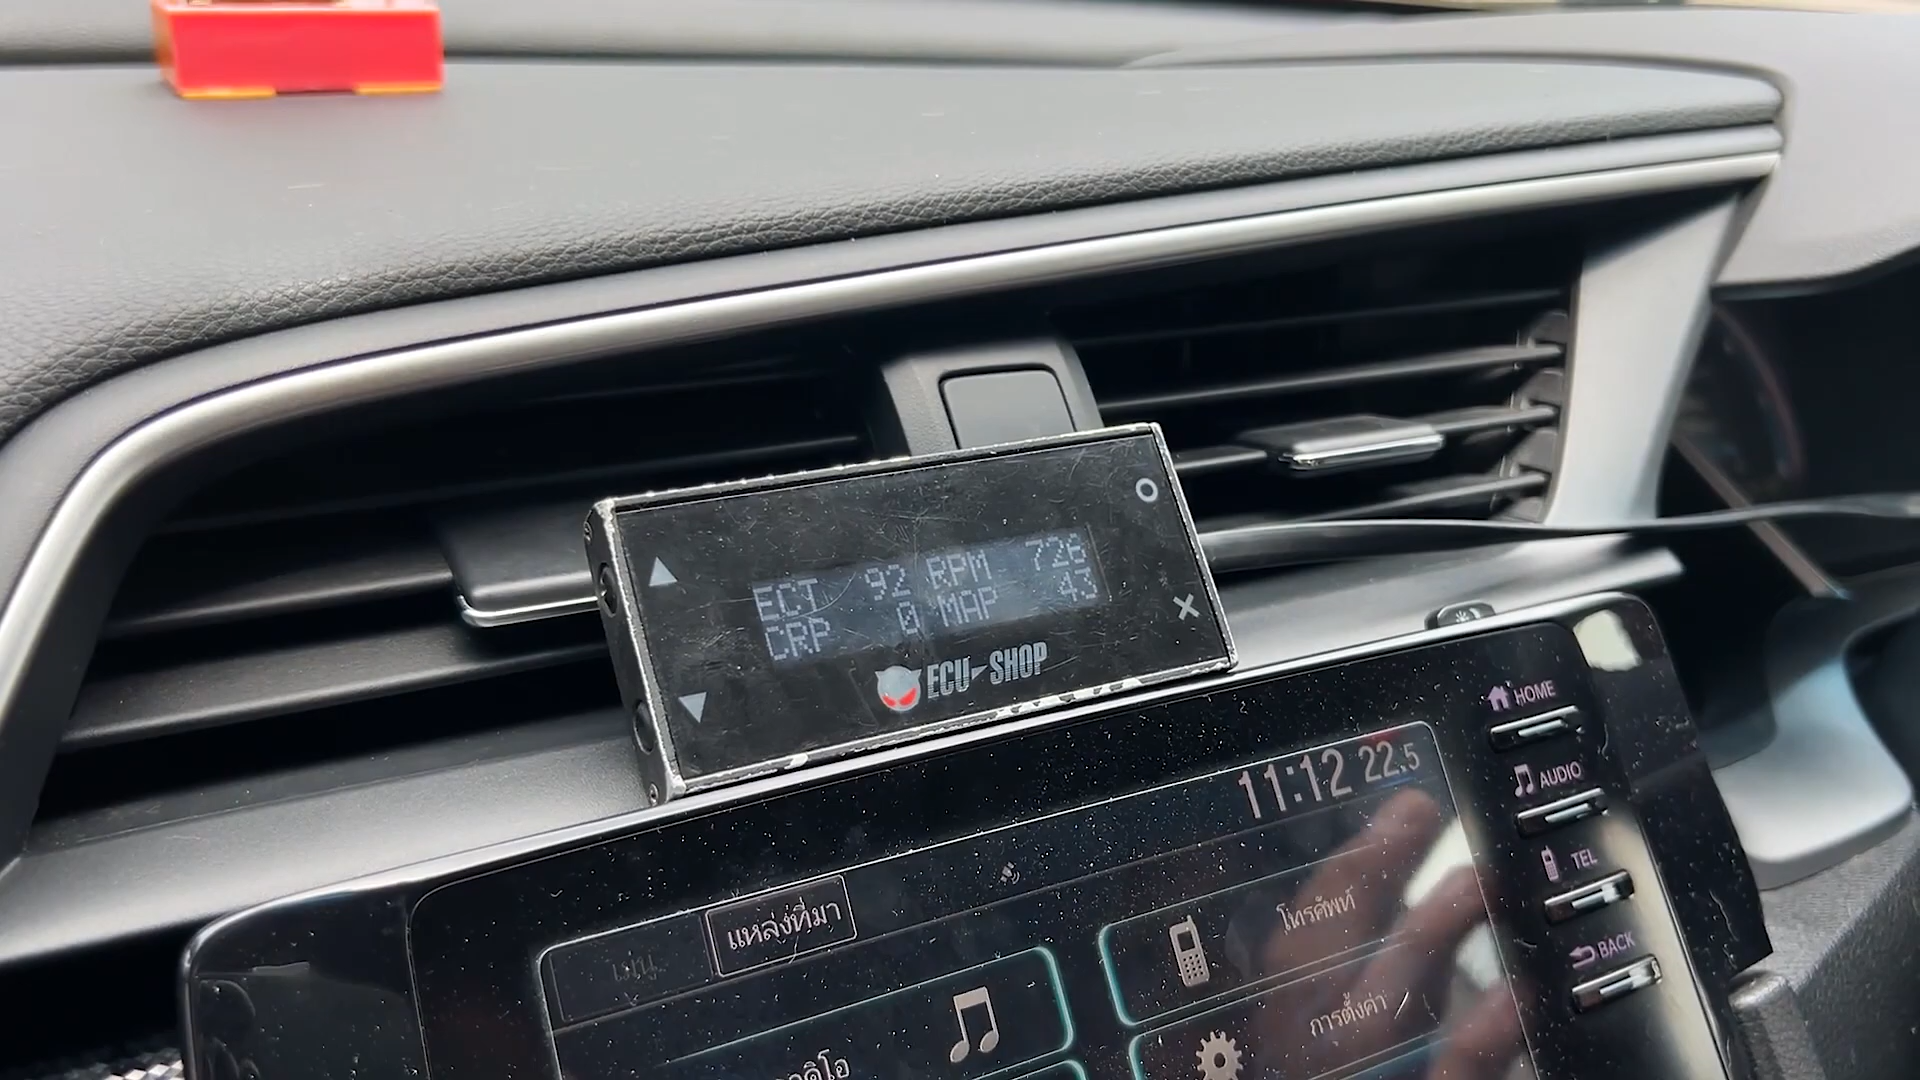 ECT 92 RPM 726
CRP 0 MAP 43
ECU-SHOP
HOME
11:12 22.5
AUDIO
TEL
แหล่งที่มา
โทรศัพท์
BACK
การตั้งค่า